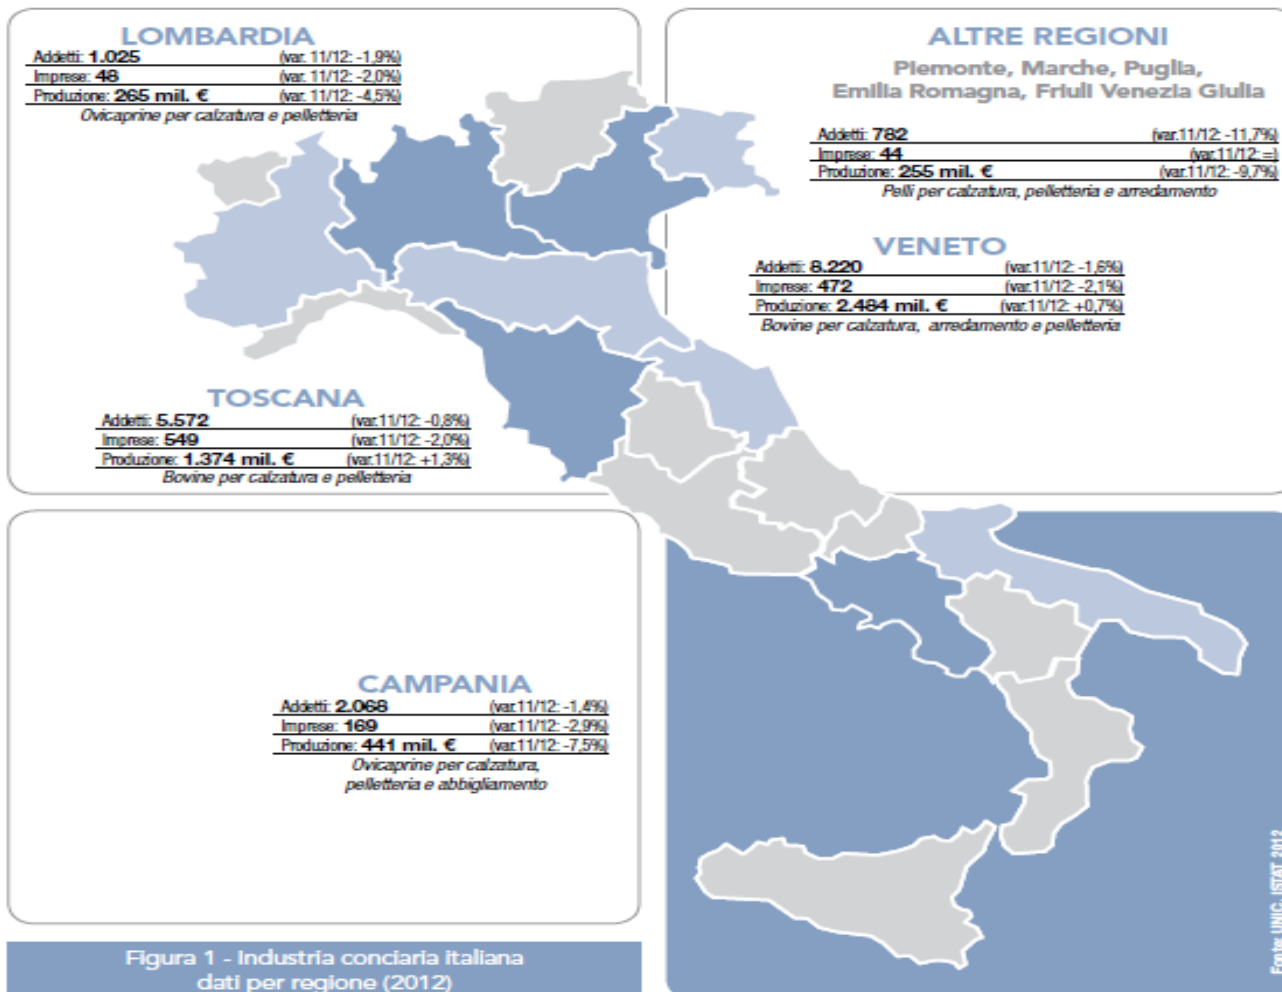 LOMBARDIA
Addetti: 1.025 (var. 11/12: -1,9%)
Imprese: 48 (var. 11/12: -2,0%)
Produzione: 265 mil. € (var. 11/12: -4,5%)
Ovicaprine per calzatura e pelletteria
ALTRE REGIONI
Piemonte, Marche, Puglia,
Emilia Romagna, Friuli Venezia Giulia
Addetti: 782 (var.11/12: -11,7%)
Imprese: 44 (var.11/12: =)
Produzione: 255 mil. € (var.11/12: -9,7%)
Pelli per calzatura, pelletteria e arredamento
VENETO
Addetti: 8.220 (var.11/12: -1,6%)
Imprese: 472 (var.11/12: -2,1%)
Produzione: 2.484 mil. € (var.11/12: +0,7%)
Bovine per calzatura, arredamento e pelletteria
TOSCANA
Addetti: 5.572 (var.11/12: -0,8%)
Imprese: 549 (var.11/12: -2,0%)
Produzione: 1.374 mil. € (var.11/12: +1,3%)
Bovine per calzatura e pelletteria
CAMPANIA
Addetti: 2.068 (var.11/12: -1,4%)
Imprese: 169 (var.11/12: -2,9%)
Produzione: 441 mil. € (var.11/12: -7,5%)
Ovicaprine per calzatura,
pelletteria e abbigliamento
Fonte: UNIC, ISTAT 2012
Figura 1 - Industria conciaria italiana
dati per regione (2012)